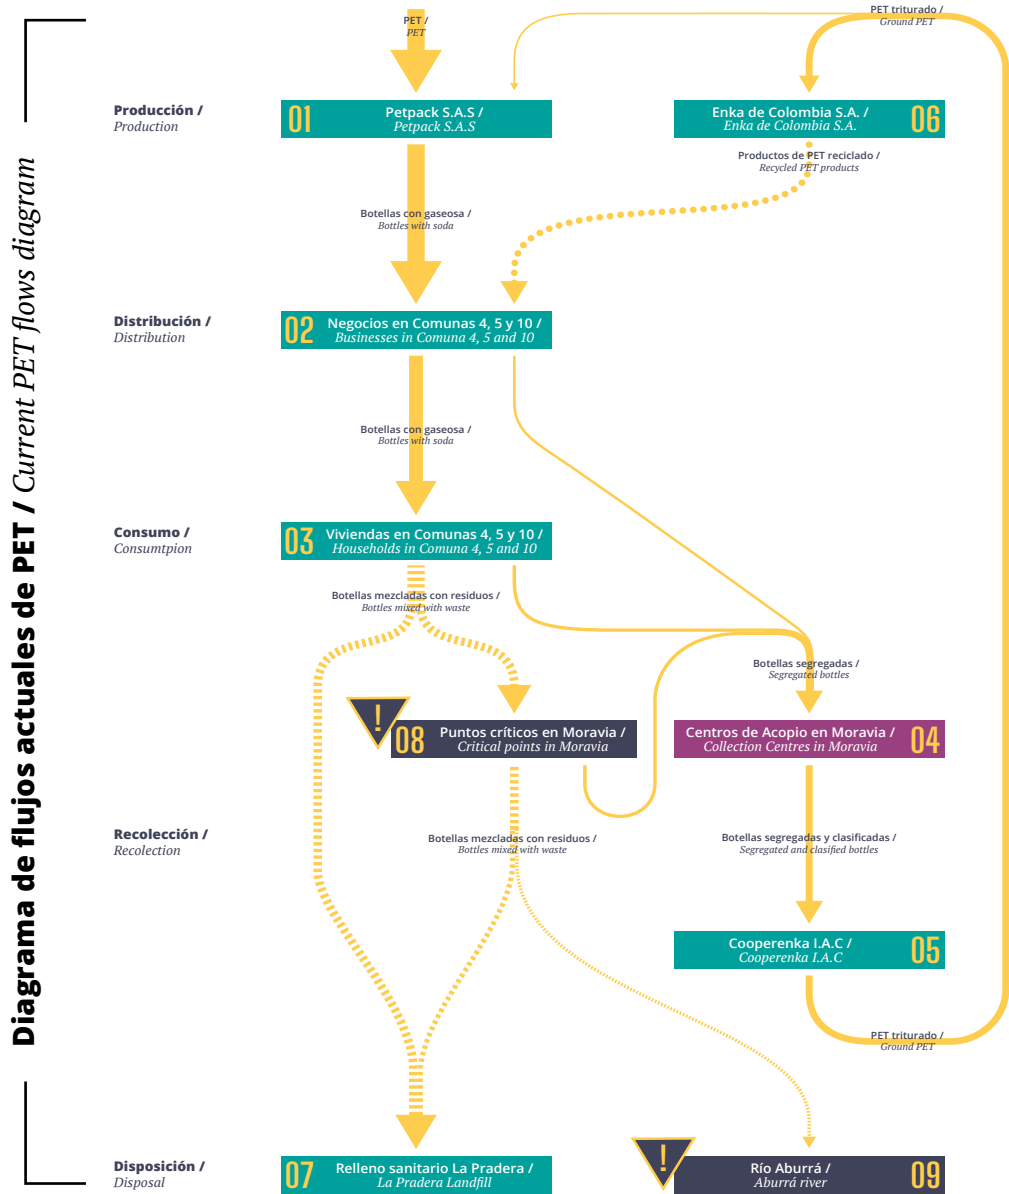 Diagrama de flujos actuales de PET / Current PET flows diagram
PET /
PET
PET triturado /
Ground PET
Producción /
Production
01
Petpack S.A.S /
Petpack S.A.S
Enka de Colombia S.A. /
Enka de Colombia S.A.
06
Productos de PET reciclado /
Recycled PET products
Botellas con gaseosa /
Bottles with soda
Distribución /
Distribution
02
Negocios en Comunas 4, 5 y 10 /
Businesses in Comuna 4, 5 and 10
Botellas con gaseosa /
Bottles with soda
Consumo /
Consumtpion
03
Viviendas en Comunas 4, 5 y 10 /
Households in Comuna 4, 5 and 10
Botellas mezcladas con residuos /
Bottles mixed with waste
Botellas segregadas /
Segregated bottles
!
08
Puntos críticos en Moravia /
Critical points in Moravia
Centros de Acopio en Moravia /
Collection Centres in Moravia
04
Recolección /
Recolection
Botellas mezcladas con residuos /
Bottles mixed with waste
Botellas segregadas y clasificadas /
Segregated and clasified bottles
Cooperenka I.A.C /
Cooperenka I.A.C
05
PET triturado /
Ground PET
Disposición /
Disposal
07
Relleno sanitario La Pradera /
La Pradera Landfill
!
Río Aburrá /
Aburrá river
09